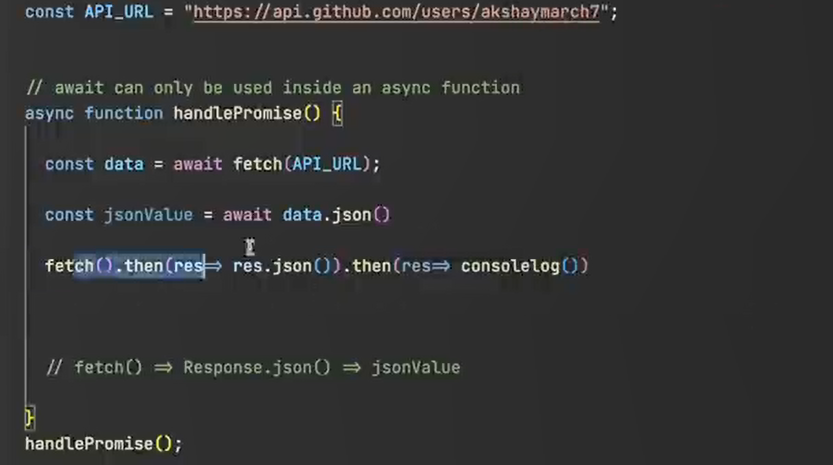 const API_URL = "https://api.github.com/users/akshaymarch7";
// await can only be used inside an async function
async function handlePromise() {
const data = await fetch(API_URL);
const jsonValue = await data.json()
fetch().then(res=> res.json()).then(res=> consolelog())
// fetch() => Response.json() => jsonValue
}
handlePromise();